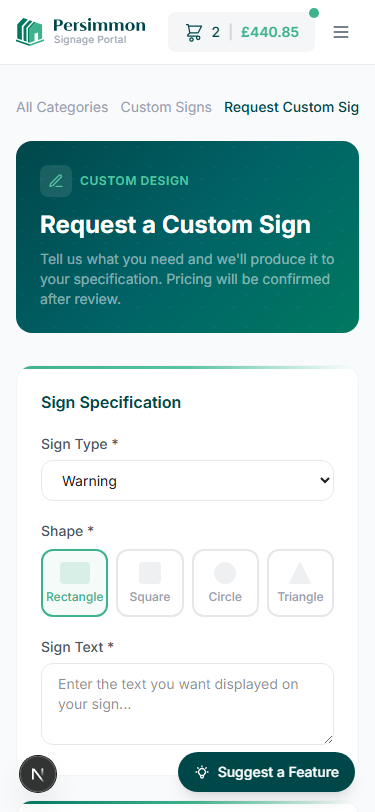 Persimmon
Signage Portal
2 | £440.85
All Categories Custom Signs Request Custom Sig
CUSTOM DESIGN
Request a Custom Sign
Tell us what you need and we'll produce it to
your specification. Pricing will be confirmed
after review.
Sign Specification
Sign Type *
Warning
Shape *
Rectangle Square Circle Triangle
Sign Text *
Enter the text you want displayed on
your sign...
N
Suggest a Feature